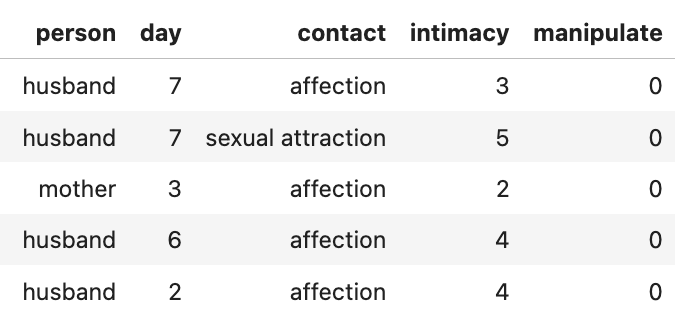 person day contact intimacy manipulate
husband 7 affection 3 0
husband 7 sexual attraction 5 0
mother 3 affection 2 0
husband 6 affection 4 0
husband 2 affection 4 0